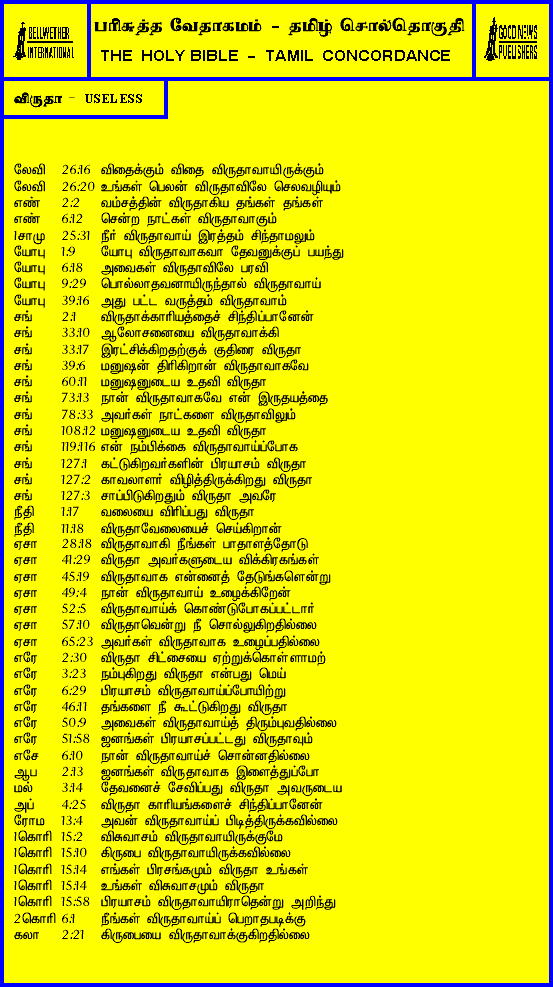 BELLWETHER
INTERNATIONAL
பரிசுத்த வேதாகமம் - தமிழ் சொல்தொகுதி
THE HOLY BIBLE - TAMIL CONCORDANCE
GOOD NEWS
PUBLISHERS
விருதா - USELESS
லேவி 26:16 விதைக்கும் விதை விருதாவாயிருக்கும்
லேவி 26:20 உங்கள் பெலன் விருதாவிலே செலவழியும்
எண் 2:2 வம்சத்தின் விருதாகிய தங்கள் தங்கள்
எண் 6:12 சென்ற நாட்கள் விருதாவாகும்
1சாமு 25:31 நீர் விருதாவாய் இரத்தம் சிந்தாமலும்
யோபு 1:9 யோபு விருதாவாகவா தேவனுக்குப் பயந்து
யோபு 6:18 அவைகள் விருதாவிலே பரவி
யோபு 9:29 பொல்லாதவனாயிருந்தால் விருதாவாய்
யோபு 39:16 அது பட்ட வருத்தம் விருதாவாம்
சங் 2:1 விருதாக்காரியத்தைச் சிந்திப்பானேன்
சங் 33:10 ஆலோசனையை விருதாவாக்கி
சங் 33:17 இரட்சிக்கிறதற்குக் குதிரை விருதா
சங் 39:6 மனுஷன் திரிகிறான் விருதாவாகவே
சங் 60:11 மனுஷனுடைய உதவி விருதா
சங் 73:13 நான் விருதாவாகவே என் இருதயத்தை
சங் 78:33 அவர்கள் நாட்களை விருதாவிலும்
சங் 108:12 மனுஷனுடைய உதவி விருதா
சங் 119:116 என் நம்பிக்கை விருதாவாய்ப்போக
சங் 127:1 கட்டுகிறவர்களின் பிரயாசம் விருதா
சங் 127:2 காவலாளர் விழித்திருக்கிறது விருதா
சங் 127:3 சாப்பிடுகிறதும் விருதா அவரே
நீதி 1:17 வலையை விரிப்பது விருதா
நீதி 11:18 விருதாவேலையைச் செய்கிறான்
ஏசா 28:18 விருதாவாகி நீங்கள் பாதாளத்தோடு
ஏசா 41:29 விருதா அவர்களுடைய விக்கிரகங்கள்
ஏசா 45:19 விருதாவாக என்னைத் தேடுங்களென்று
ஏசா 49:4 நான் விருதாவாய் உழைக்கிறேன்
ஏசா 52:5 விருதாவாய்க் கொண்டுபோகப்பட்டார்
ஏசா 57:10 விருதாவென்று நீ சொல்லுகிறதில்லை
ஏசா 65:23 அவர்கள் விருதாவாக உழைப்பதில்லை
எரே 2:30 விருதா சிட்சையை ஏற்றுக்கொள்ளாமற்
எரே 3:23 நம்புகிறது விருதா என்பது மெய்
எரே 6:29 பிரயாசம் விருதாவாய்ப்போயிற்று
எரே 46:11 தங்களை நீ கூட்டுகிறது விருதா
எரே 50:9 அவைகள் விருதாவாய்த் திரும்புவதில்லை
எரே 51:58 ஜனங்கள் பிரயாசப்பட்டது விருதாவும்
எசே 6:10 நான் விருதாவாய்ச் சொன்னதில்லை
ஆப 2:13 ஜனங்கள் விருதாவாக இளைத்துப்போ
மல் 3:14 தேவனைச் சேவிப்பது விருதா அவருடைய
அப் 4:25 விருதா காரியங்களைச் சிந்திப்பானேன்
ரோம 13:4 அவன் விருதாவாய்ப் பிடித்திருக்கவில்லை
1கொரி 15:2 விசுவாசம் விருதாவாயிருக்குமே
1கொரி 15:10 கிருபை விருதாவாயிருக்கவில்லை
1கொரி 15:14 எங்கள் பிரசங்கமும் விருதா உங்கள்
1கொரி 15:14 உங்கள் விசுவாசமும் விருதா
1கொரி 15:58 பிரயாசம் விருதாவாயிராதென்று அறிந்து
2கொரி 6:1 நீங்கள் விருதாவாய்ப் பெறாதபடிக்கு
கலா 2:21 கிருபையை விருதாவாக்குகிறதில்லை